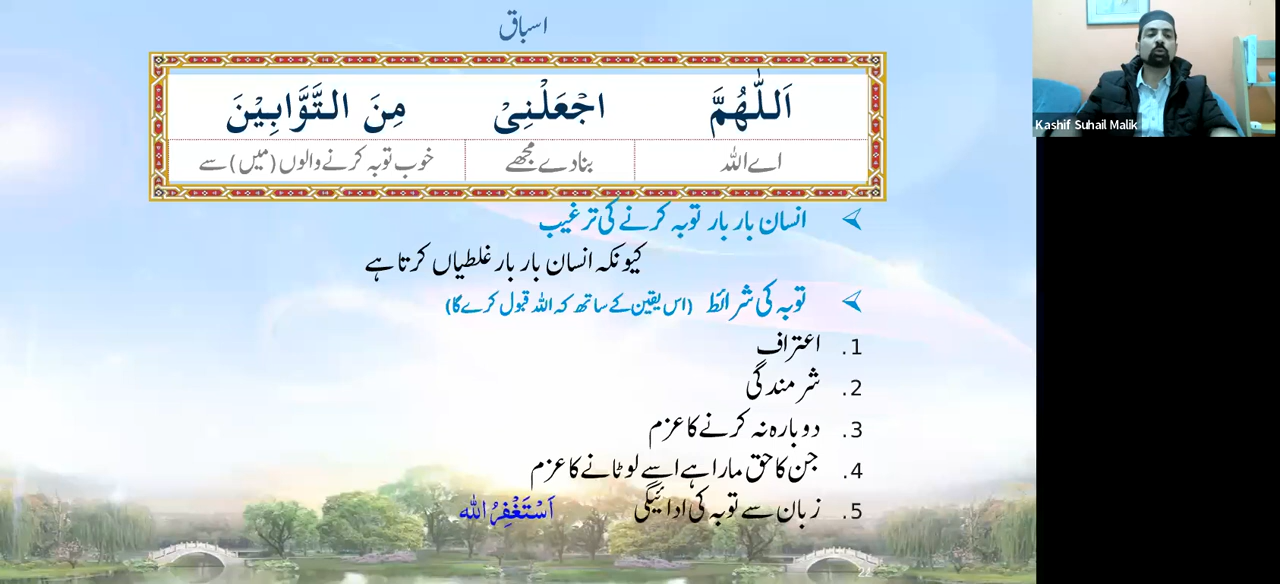 اسباق
اَللّٰهُمَّ اجْعَلْنِیْ مِنَ التَّوَّابِیْنَ
اے اللہ بنا دے مجھے خوب توبہ کرنے والوں (میں) سے
انسان بار بار توبہ کرنے کی ترغیب
کیونکہ انسان بار بار غلطیاں کرتا ہے
توبہ کی شرائط (اس یقین کے ساتھ کہ اللہ قبول کرے گا)
1. اعتراف
2. شرمندگی
3. دوبارہ نہ کرنے کا عزم
4. جن کا حق مارا ہے اسے لوٹانے کا عزم
5. زبان سے توبہ کی ادائیگی اَسْتَغْفِرُ اللہ
Kashif Suhail Malik